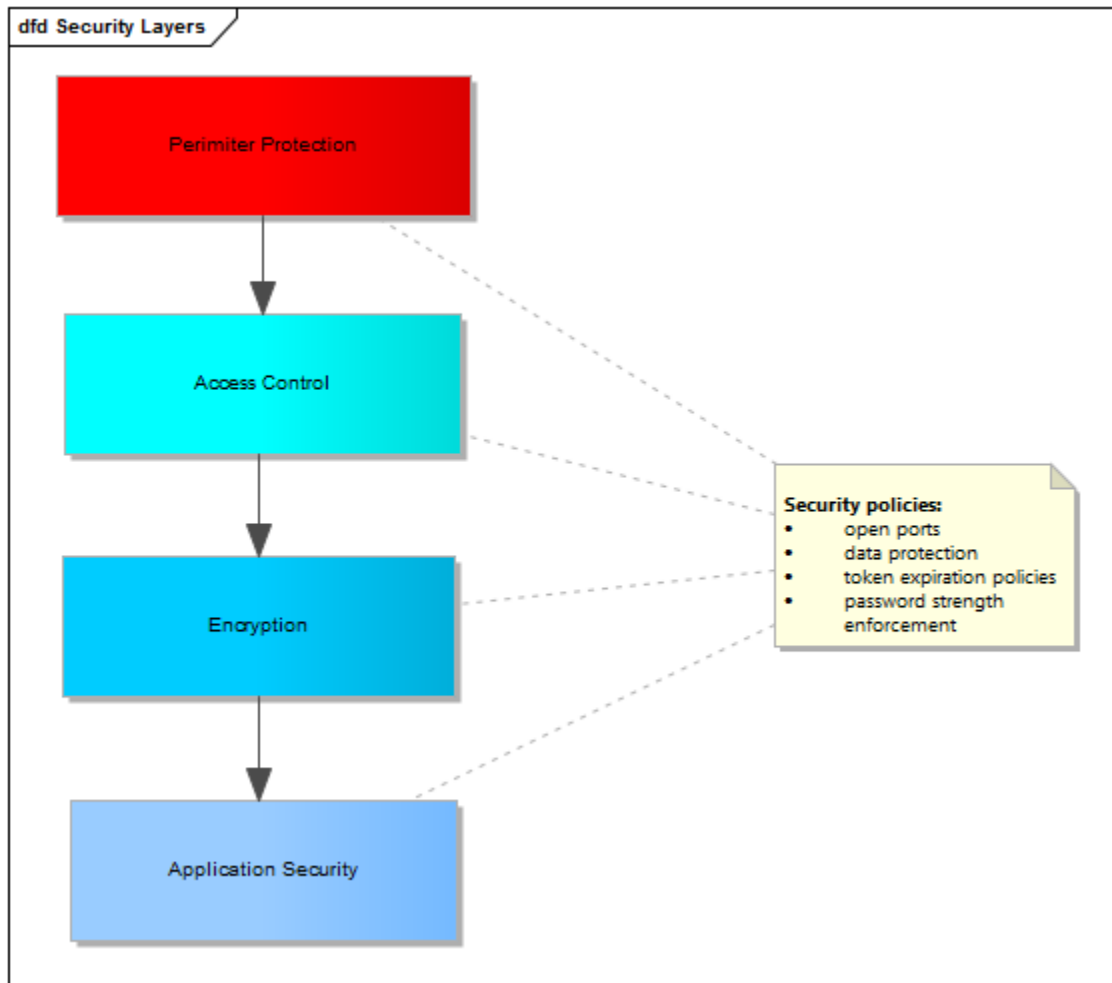 dfd Security Layers
Perimiter Protection
Access Control
Encryption
Application Security
Security policies:
• open ports
• data protection
• token expiration policies
• password strength
enforcement